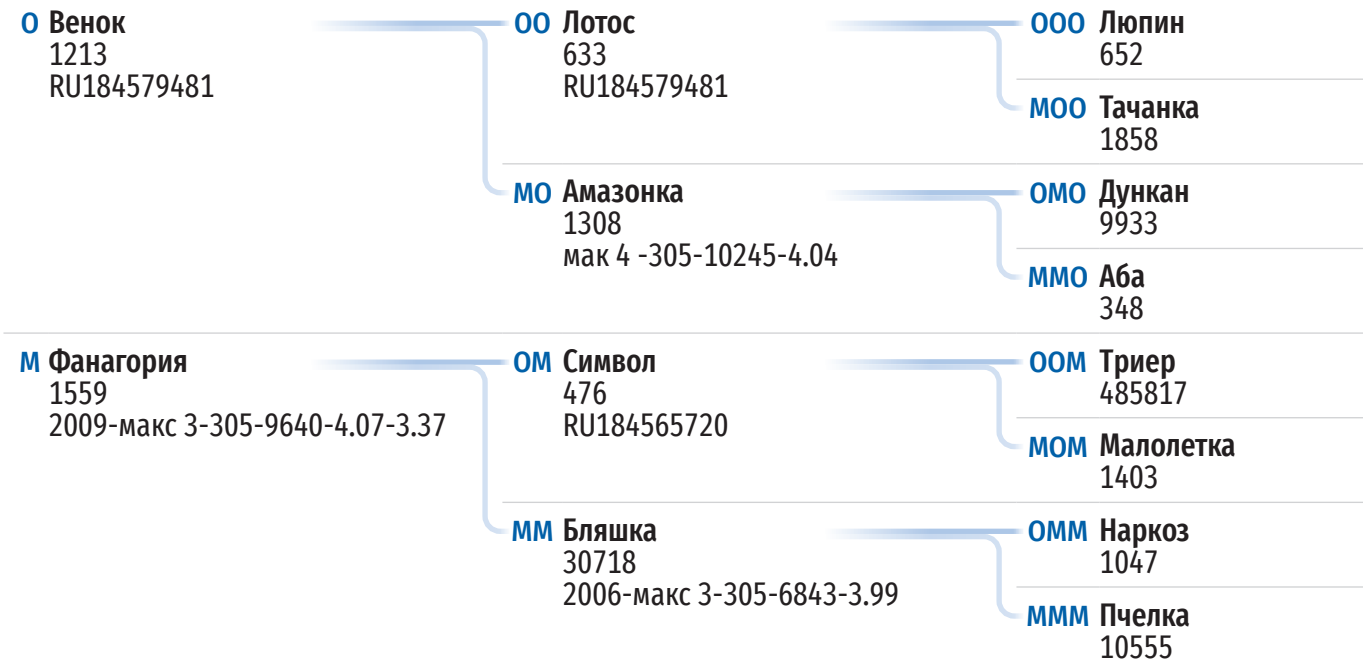 О Венок
1213
RU184579481
ОО Лотос
633
RU184579481
ООО Люпин
652
МОО Тачанка
1858
МО Амазонка
1308
мак 4 -305-10245-4.04
ОМО Дункан
9933
ММО Аба
348
М Фанагория
1559
2009-макс 3-305-9640-4.07-3.37
ОМ Символ
476
RU184565720
ООМ Триер
485817
МОМ Малолетка
1403
ММ Бляшка
30718
2006-макс 3-305-6843-3.99
ОММ Наркоз
1047
МММ Пчелка
10555